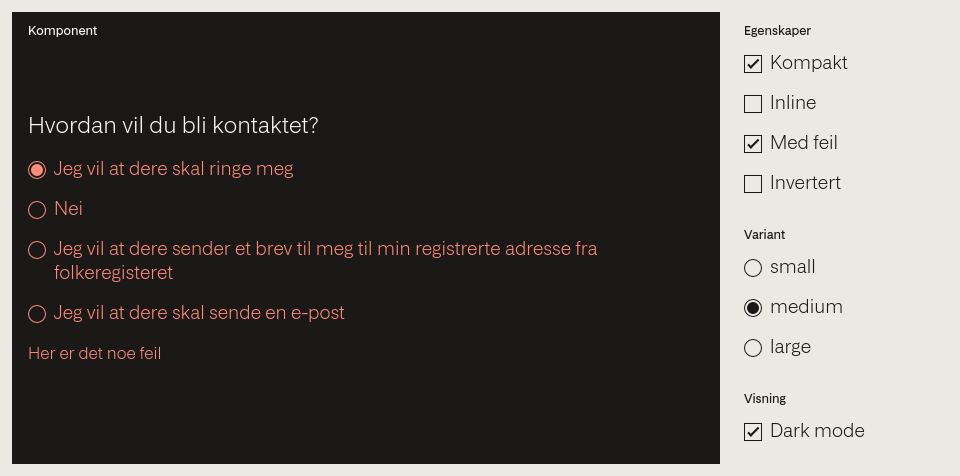 Komponent
Hvordan vil du bli kontaktet?
Jeg vil at dere skal ringe meg
Nei
Jeg vil at dere sender et brev til meg til min registrerte adresse fra
folkeregisteret
Jeg vil at dere skal sende en e-post
Her er det noe feil
Egenskaper
Kompakt
Inline
Med feil
Invertert
Variant
small
medium
large
Visning
Dark mode